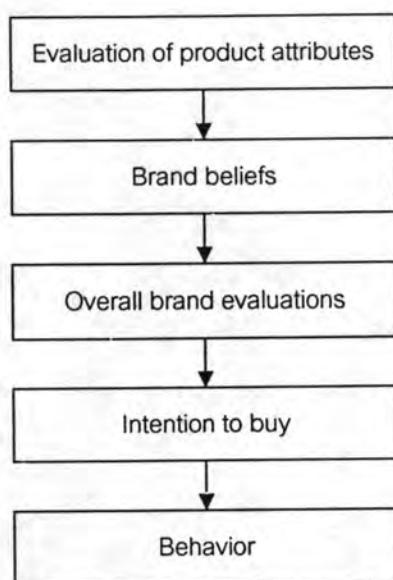 Evaluation of product attributes
Brand beliefs
Overall brand evaluations
Intention to buy
Behavior